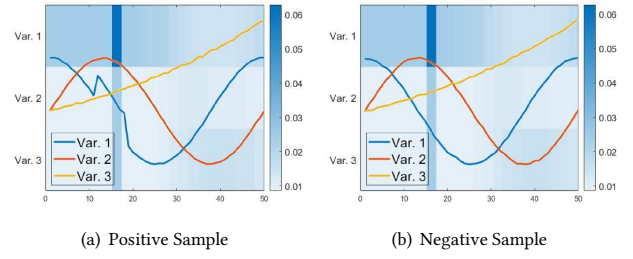 Var. 1
Var. 2
Var. 3
Var. 1
Var. 2
Var. 3
0 10 20 30 40 50
0.06
0.05
0.04
0.03
0.02
0.01
(a) Positive Sample
Var. 1
Var. 2
Var. 3
Var. 1
Var. 2
Var. 3
0 10 20 30 40 50
0.06
0.05
0.04
0.03
0.02
0.01
(b) Negative Sample